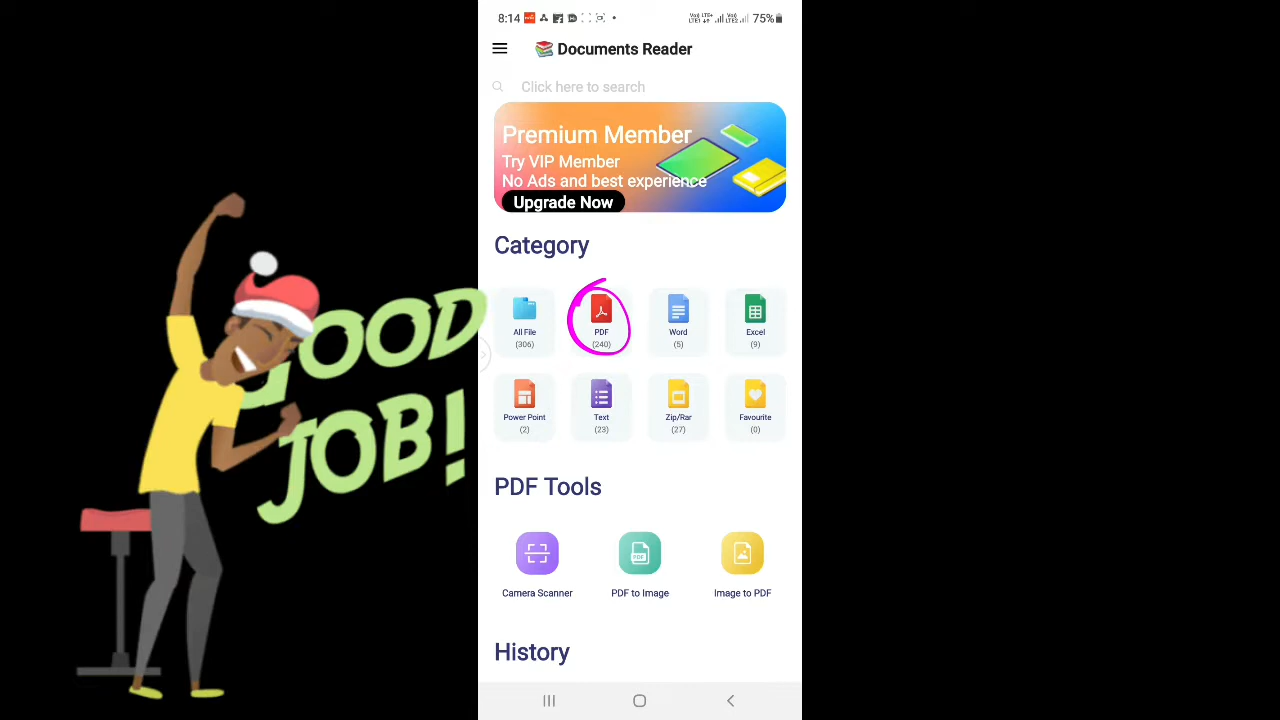 8:14
75%
Documents Reader
Click here to search
Premium Member
Try VIP Member
No Ads and best experience
Upgrade Now
Category
All File
(306)
PDF
(240)
Word
(5)
Excel
(9)
Power Point
(2)
Text
(23)
Zip/Rar
(27)
Favourite
(0)
GOOD
JOB!
PDF Tools
Camera Scanner
PDF
PDF to Image
Image to PDF
History